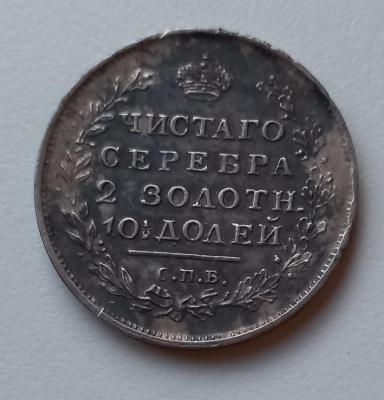 ЧИСТАГО
СЕРЕБРА
2 ЗОЛОТН.
10½ ДОЛЕЙ
С.П.Б.